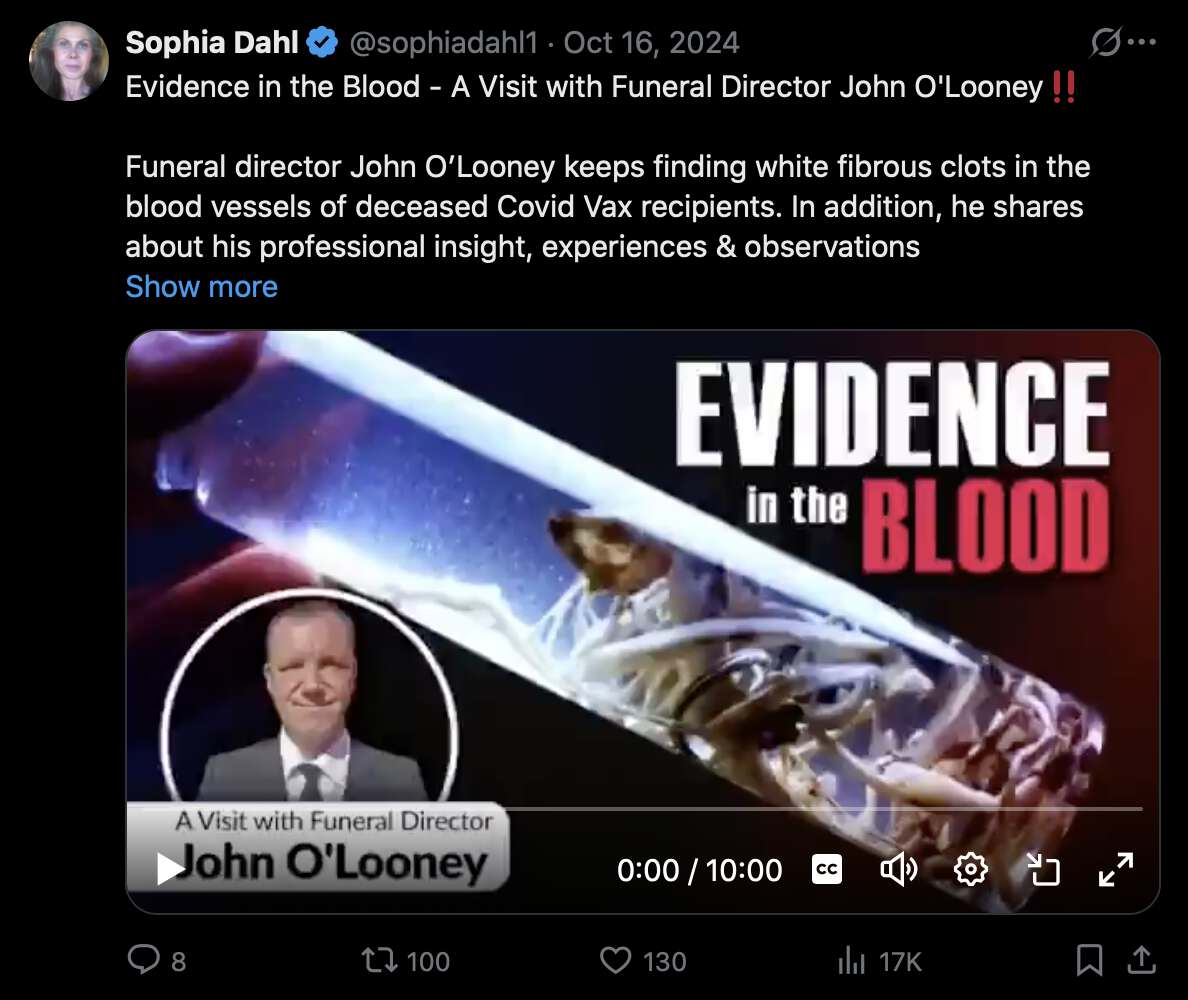 Sophia Dahl @sophiadahl1 · Oct 16, 2024
Evidence in the Blood - A Visit with Funeral Director John O'Looney‼️
Funeral director John O’Looney keeps finding white fibrous clots in the
blood vessels of deceased Covid Vax recipients. In addition, he shares
about his professional insight, experiences & observations
Show more
EVIDENCE
in the BLOOD
A Visit with Funeral Director
John O'Looney
0:00 / 10:00 CC
8 100 130 17K